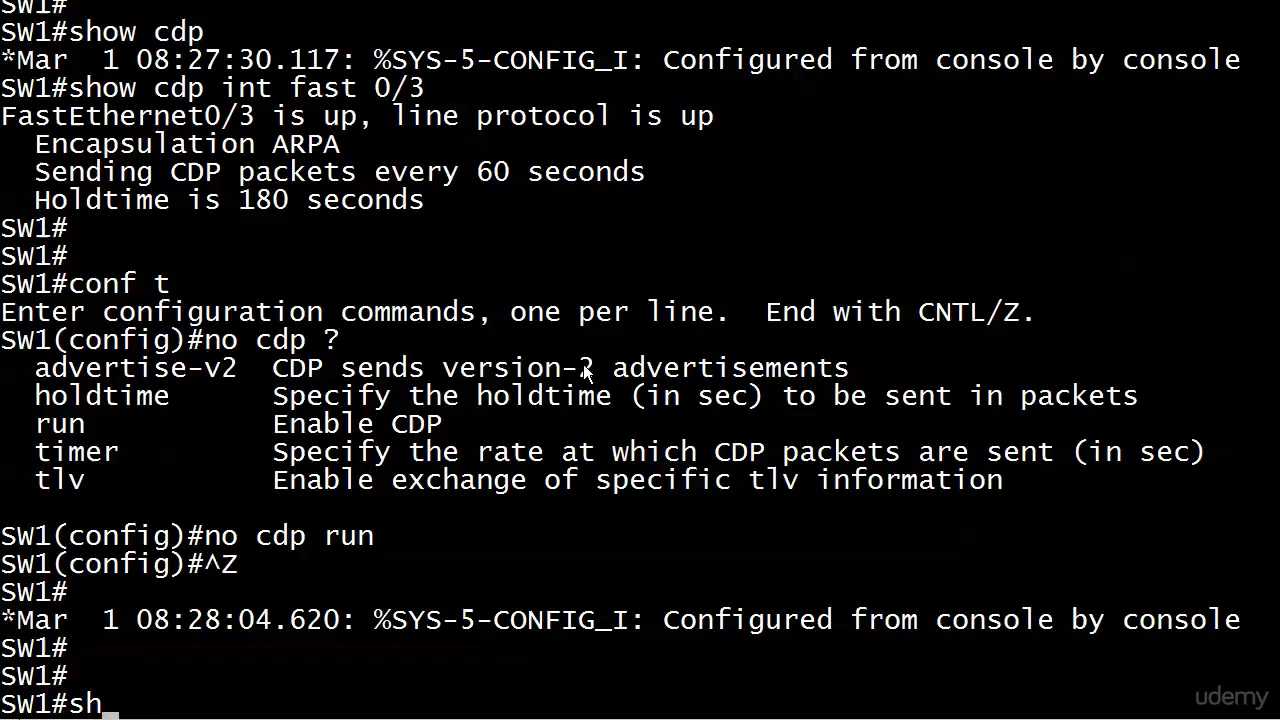 SW1#
SW1#show cdp
*Mar  1 08:27:30.117: %SYS-5-CONFIG_I: Configured from console by console
SW1#show cdp int fast 0/3
FastEthernet0/3 is up, line protocol is up
  Encapsulation ARPA
  Sending CDP packets every 60 seconds
  Holdtime is 180 seconds
SW1#
SW1#
SW1#conf t
Enter configuration commands, one per line.  End with CNTL/Z.
SW1(config)#no cdp ?
  advertise-v2  CDP sends version-2 advertisements
  holdtime      Specify the holdtime (in sec) to be sent in packets
  run           Enable CDP
  timer         Specify the rate at which CDP packets are sent (in sec)
  tlv           Enable exchange of specific tlv information
SW1(config)#no cdp run
SW1(config)#^Z
SW1#
*Mar  1 08:28:04.620: %SYS-5-CONFIG_I: Configured from console by console
SW1#
SW1#
SW1#sh
udemy